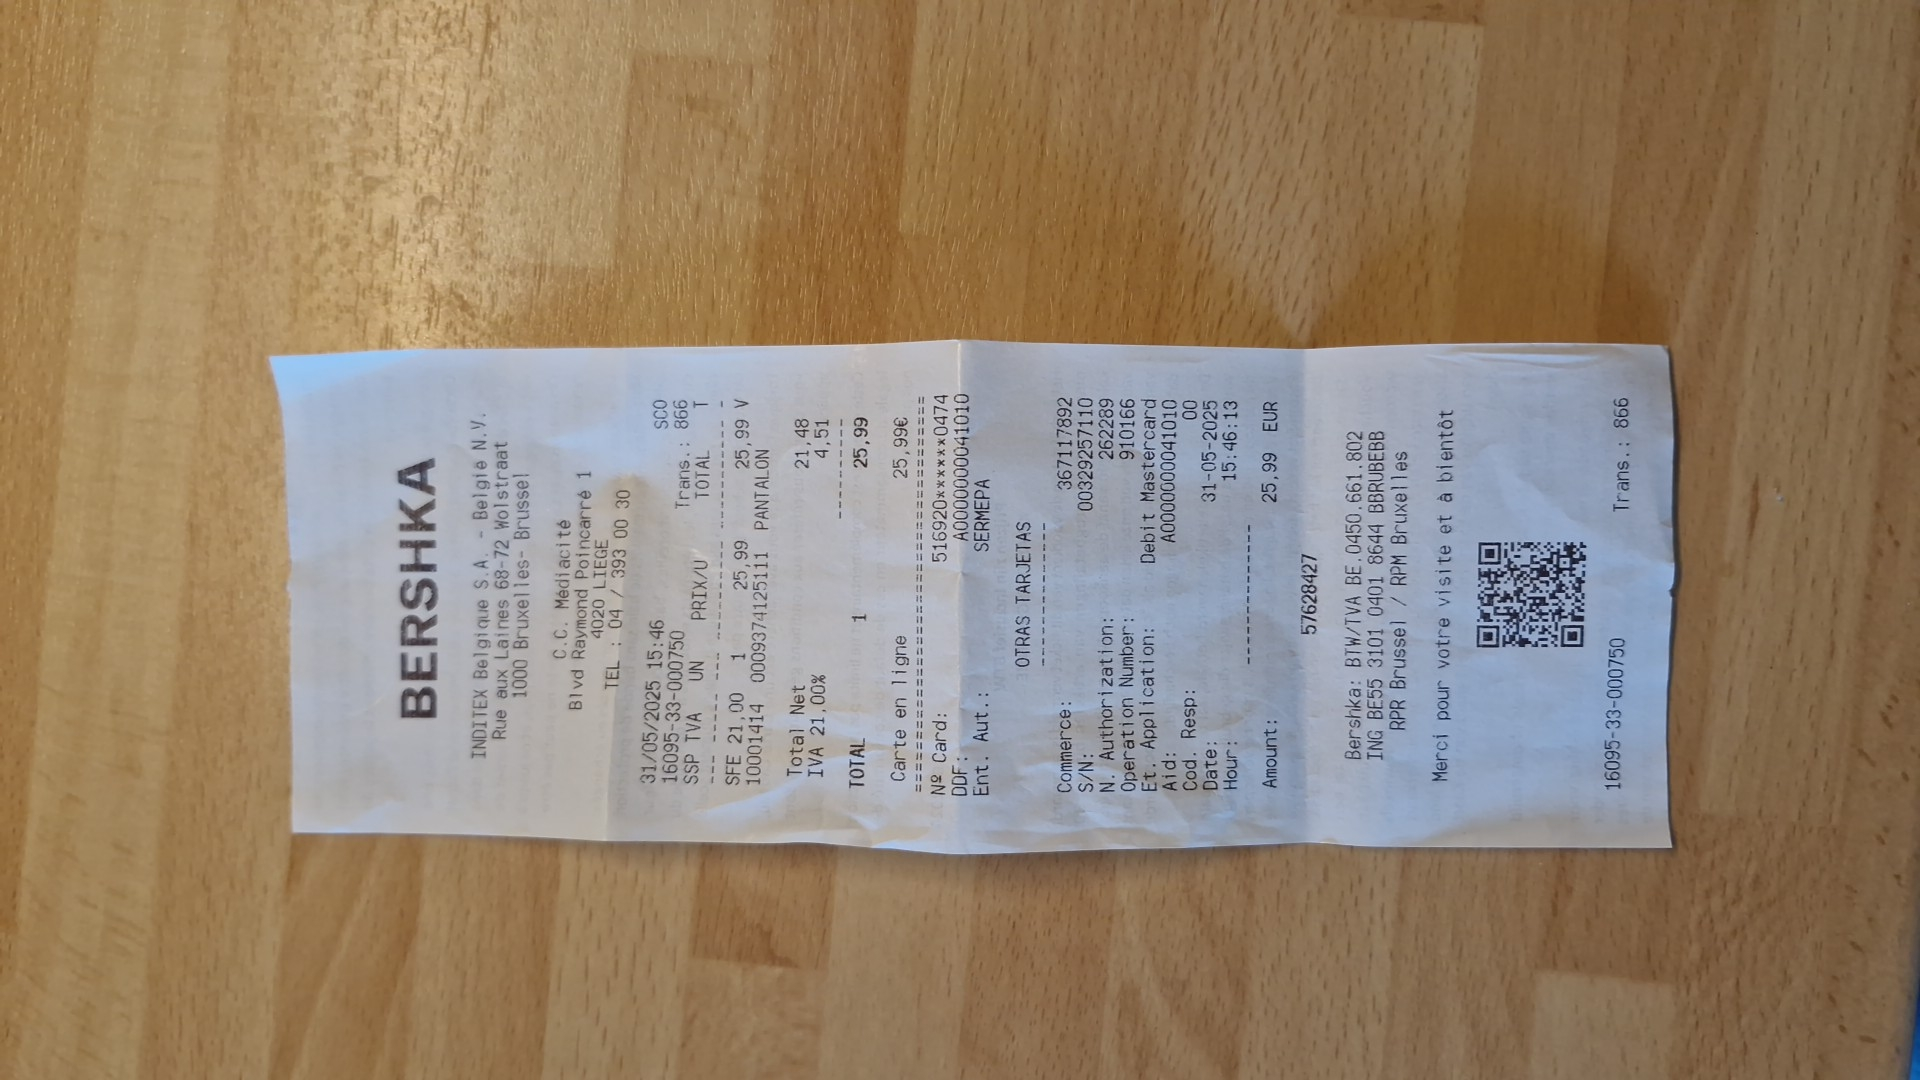 BERSHKA
INDITEX Belgique S.A. - België N.V.
Rue aux Laines 68-72 Wolstraat
1000 Bruxelles- Brussel
C.C. Médiacité
Blvd Raymond Poincarré 1
4020 LIEGE
TEL : 04 / 393 00 30
31/05/2025 15:46 SCO
16095-33-000750 Trans.: 866
SSP TVA UN PRIX/U TOTAL T
--- ----- --- --------- ----------- -
SFE 21,00 1 25,99 25,99 V
10001414 00093741251​11 PANTALON
Total Net 21,48
IVA 21,00% 4,51
----------
TOTAL 1 25,99
Carte en ligne 25,99€
========================================
Nº Card: 516920******0474
DDF: A0000000041010
Ent. Aut.: SERMEPA
OTRAS TARJETAS
---------------
Commerce: 367117892
S/N: 00329257110
N. Authorization: 262289
Operation Number: 910166
Et. Application: Debit Mastercard
Aid: A0000000041010
Cod. Resp: 00
Date: 31-05-2025
Hour: 15:46:13
---------------
Amount: 25,99 EUR
57628427
Bershka: BTW/TVA BE.0450.661.802
ING BE55 3101 0401 8644 BBRUBEBB
RPR Brussel / RPM Bruxelles
Merci pour votre visite et à bientôt
16095-33-000750 Trans.: 866